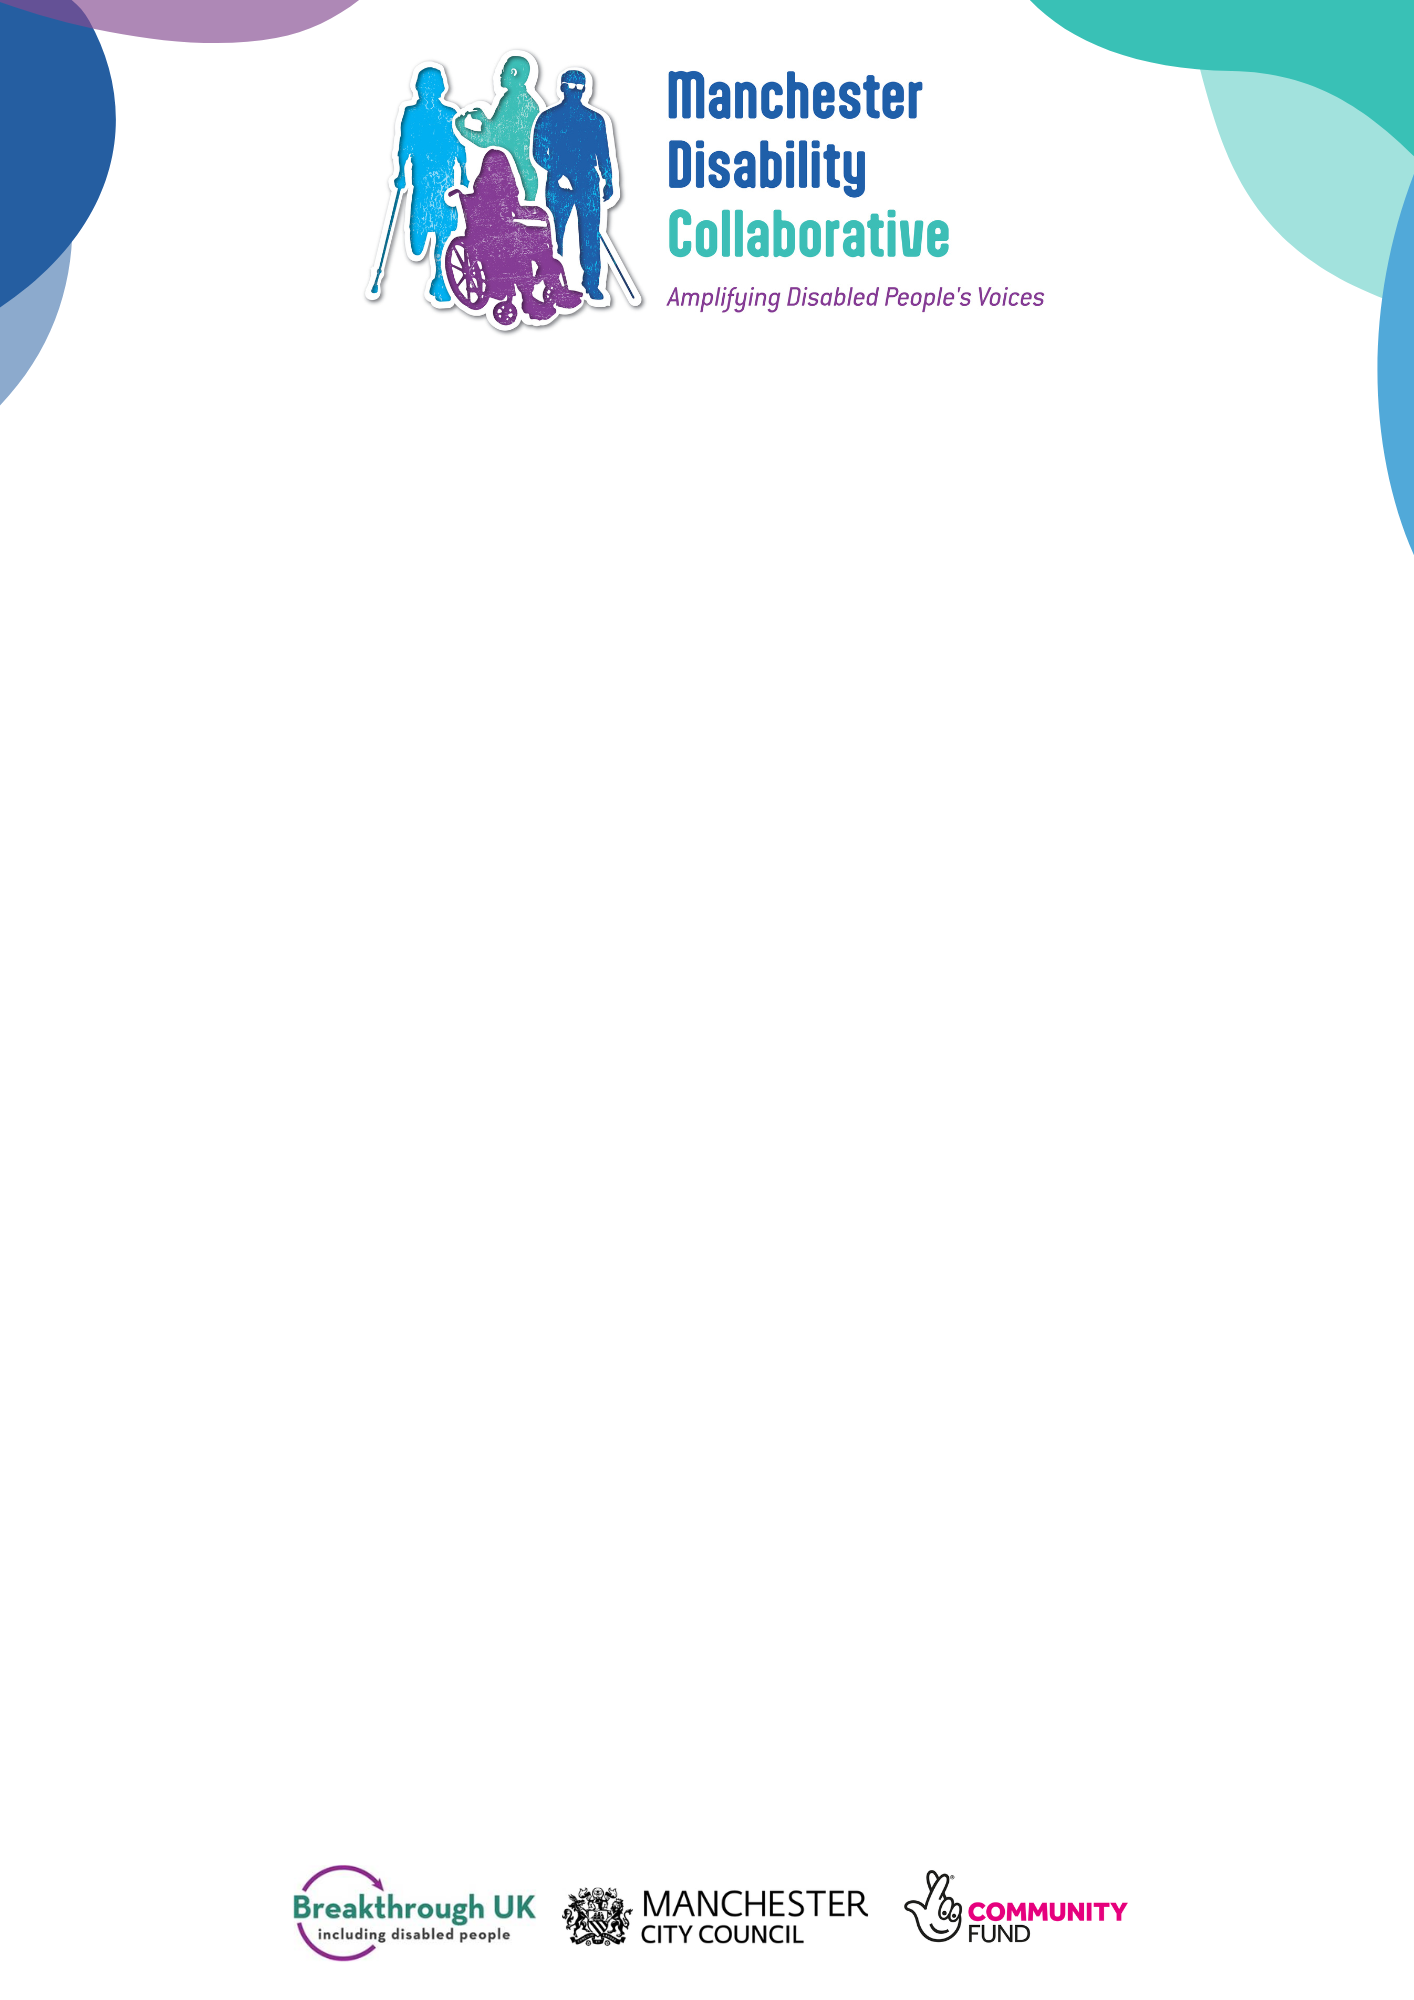 Manchester
Disability
Collaborative
Amplifying Disabled People's Voices
Breakthrough UK
including disabled people
MANCHESTER
CITY COUNCIL
COMMUNITY
FUND